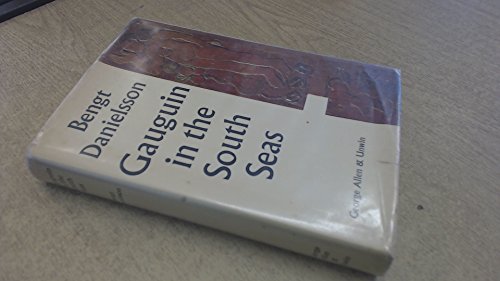 Bengt
Danielsson
Gauguin
in the
South
Seas
George Allen & Unwin